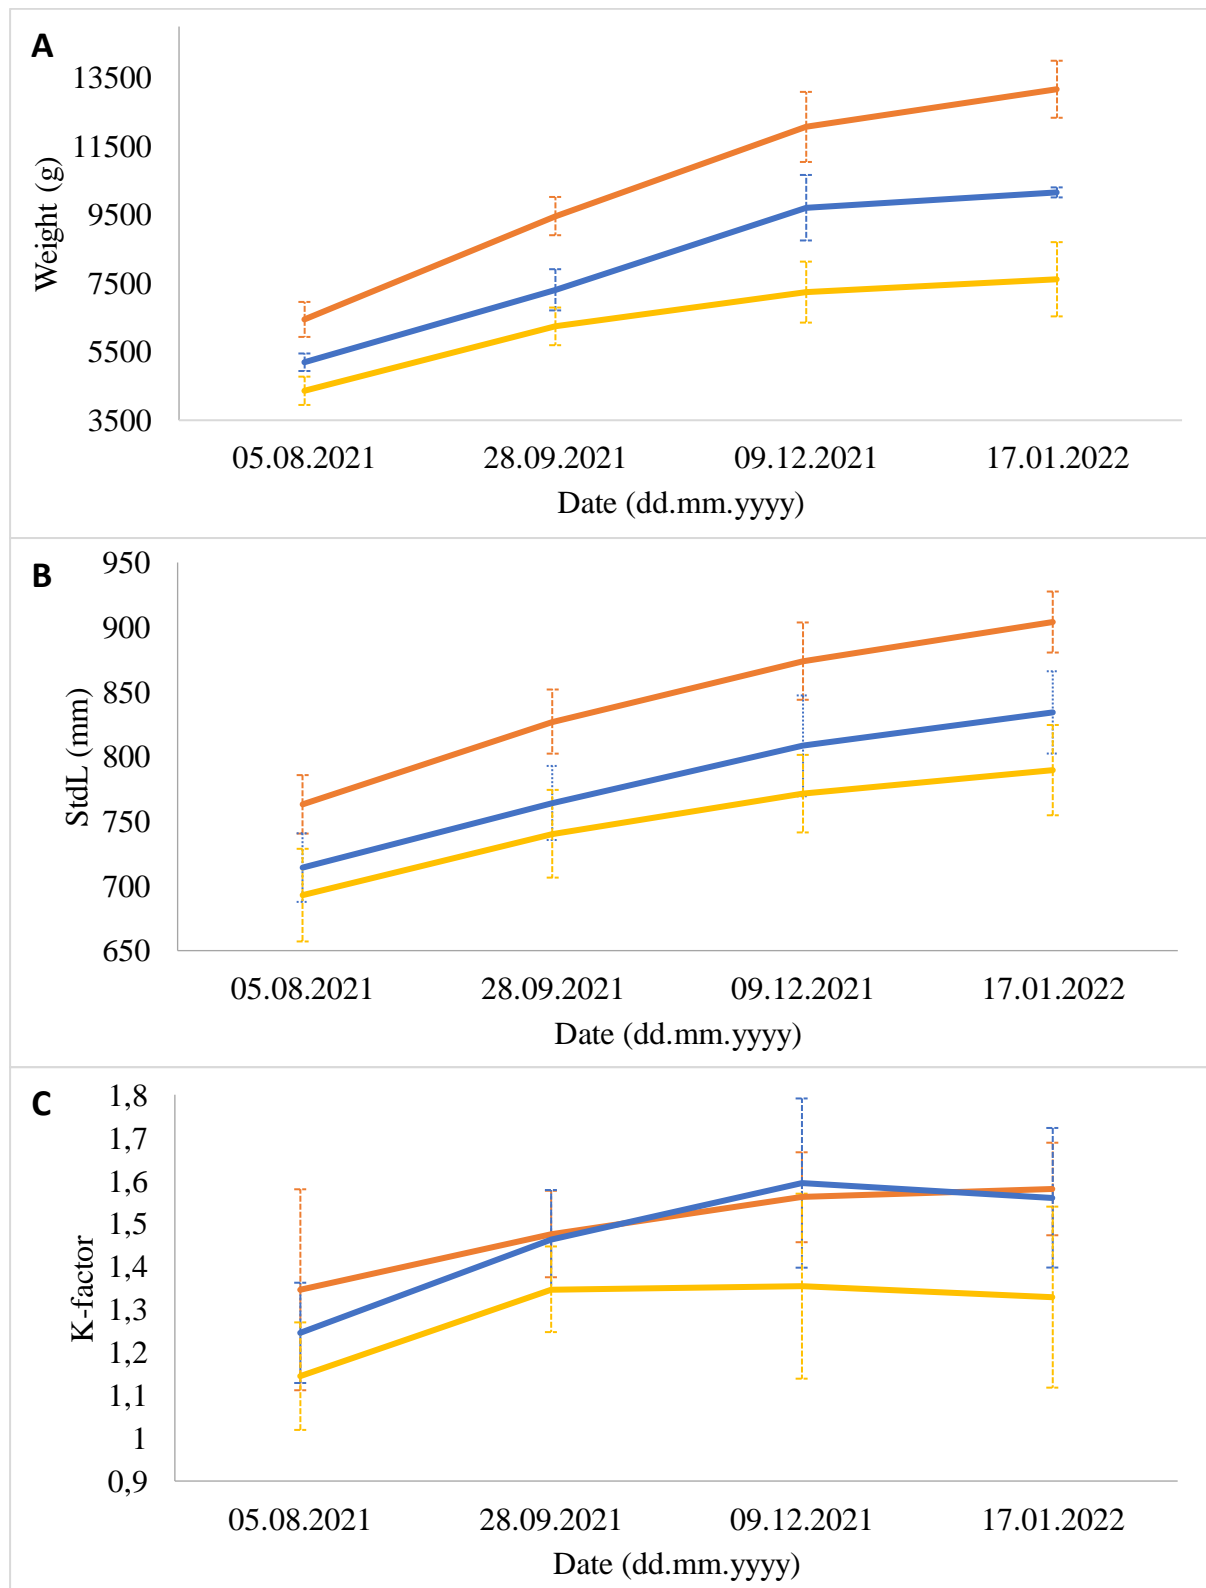 A
Weight (g)
13500
11500
9500
7500
5500
3500
05.08.2021 28.09.2021 09.12.2021 17.01.2022
Date (dd.mm.yyyy)
B
StdL (mm)
950
900
850
800
750
700
650
05.08.2021 28.09.2021 09.12.2021 17.01.2022
Date (dd.mm.yyyy)
C
K-factor
1,8
1,7
1,6
1,5
1,4
1,3
1,2
1,1
1
0,9
05.08.2021 28.09.2021 09.12.2021 17.01.2022
Date (dd.mm.yyyy)